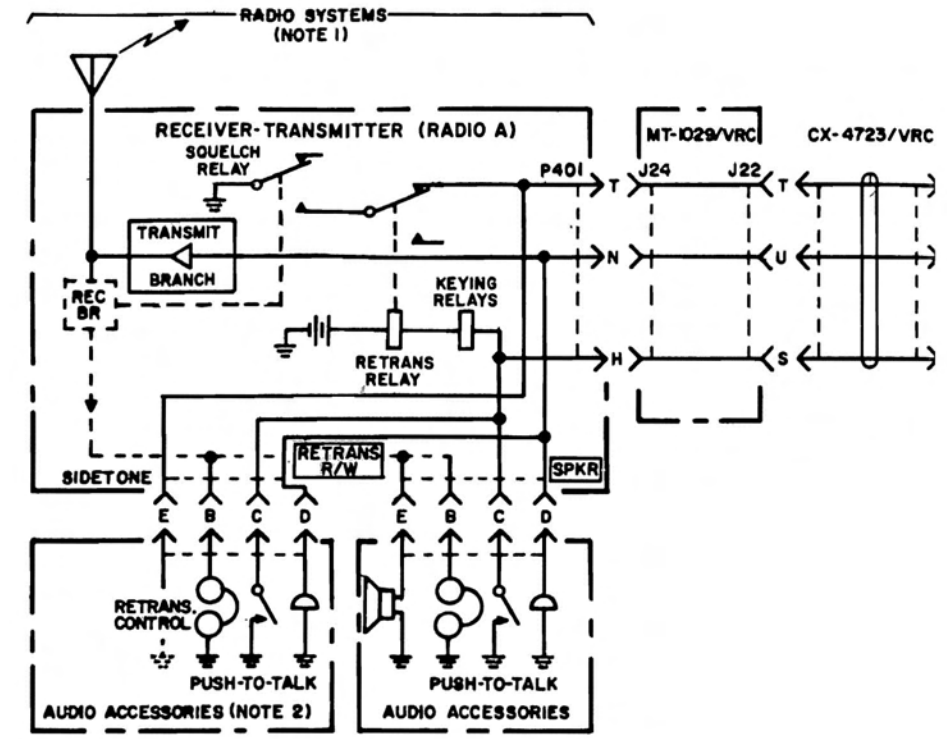 RADIO SYSTEMS
(NOTE 1)
RECEIVER-TRANSMITTER (RADIO A)
MT-1029/VRC
CX-4723/VRC
SQUELCH
RELAY
P401
J24
J22
T
T
TRANSMIT
BRANCH
N
U
REC
BR
KEYING
RELAYS
RETRANS
RELAY
H
S
RETRANS
R/W
SIDETONE
SPKR
E B C D
E B C D
RETRANS.
CONTROL
PUSH-TO-TALK
PUSH-TO-TALK
AUDIO ACCESSORIES (NOTE 2)
AUDIO ACCESSORIES